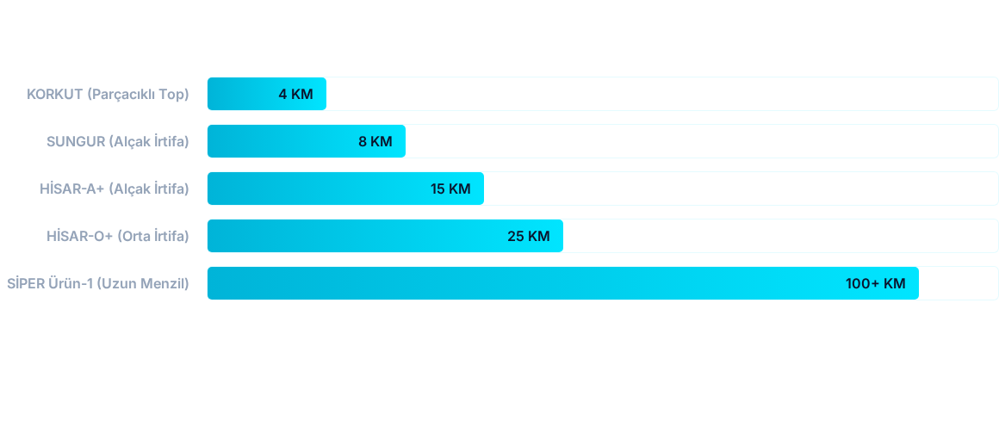 KORKUT (Parçacıklı Top) 4 KM
SUNGUR (Alçak İrtifa) 8 KM
HİSAR-A+ (Alçak İrtifa) 15 KM
HİSAR-O+ (Orta İrtifa) 25 KM
SİPER Ürün-1 (Uzun Menzil) 100+ KM